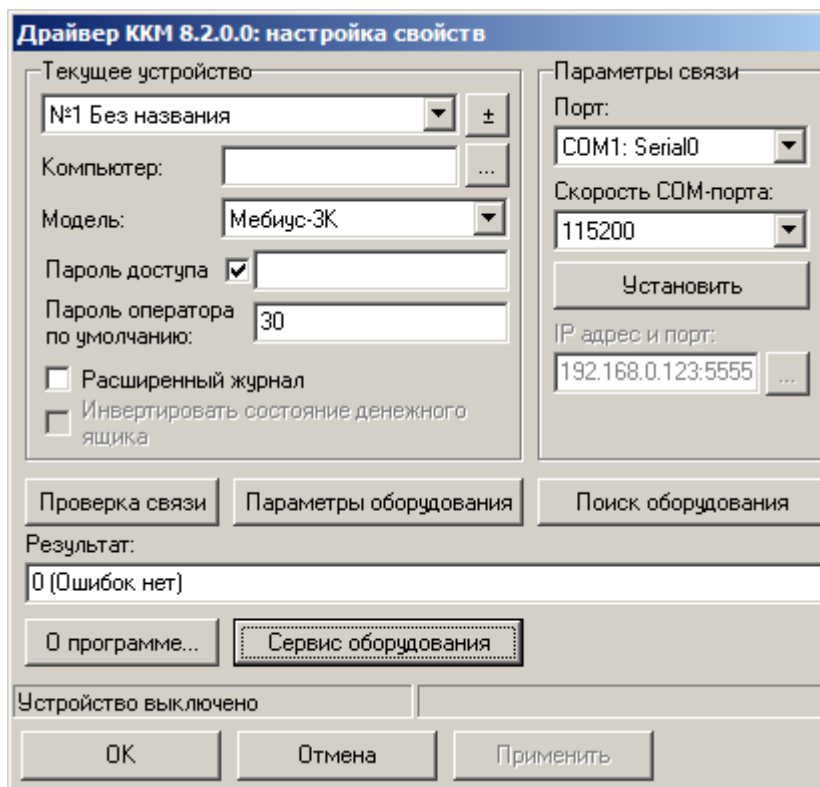 Драйвер ККМ 8.2.0.0: настройка свойств
Текущее устройство
№1 Без названия
±
Компьютер:
...
Модель:
Мебиус-3К
Пароль доступа
Пароль оператора
по умолчанию:
30
Расширенный журнал
Инвертировать состояние денежного
ящика
Параметры связи
Порт:
COM1: Serial0
Скорость COM-порта:
115200
Установить
IP адрес и порт:
192.168.0.123:5555
...
Проверка связи
Параметры оборудования
Поиск оборудования
Результат:
0 (Ошибок нет)
О программе...
Сервис оборудования
Устройство выключено
OK
Отмена
Применить